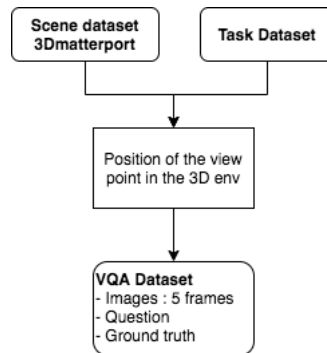 Scene dataset
3Dmatterport
Task Dataset
Position of the view
point in the 3D env
VQA Dataset
- Images : 5 frames
- Question
- Ground truth